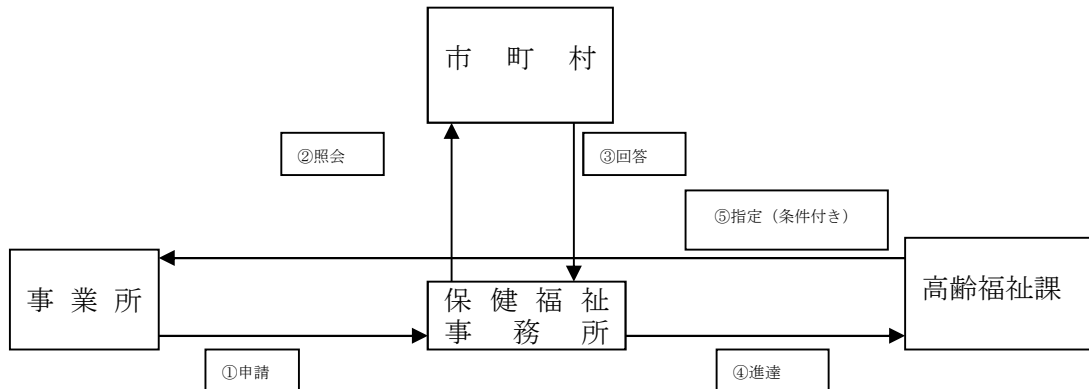 市町村
②照会
③回答
⑤指定（条件付き）
事業所
保健福祉
事務所
高齢福祉課
①申請
④進達